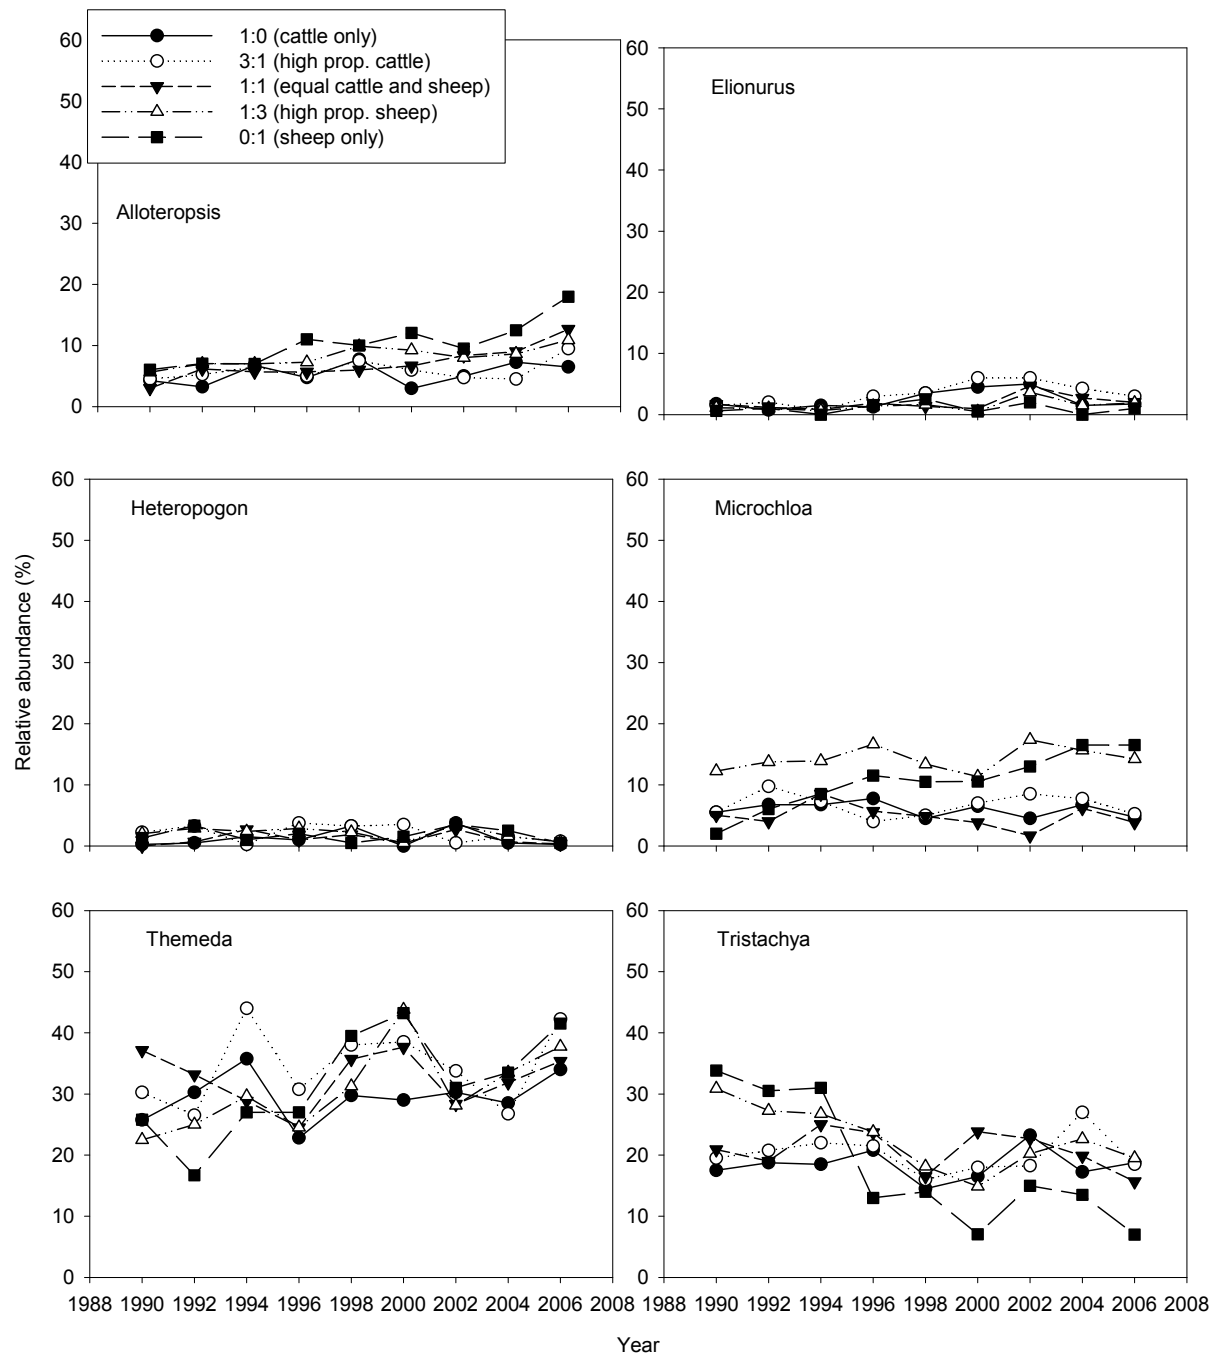 60
50
40
30
20
10
0
1:0 (cattle only)
3:1 (high prop. cattle)
1:1 (equal cattle and sheep)
1:3 (high prop. sheep)
0:1 (sheep only)
Alloteropsis
60
50
40
30
20
10
0
Elionurus
Relative abundance (%)
60
50
40
30
20
10
0
Heteropogon
60
50
40
30
20
10
0
Microchloa
60
50
40
30
20
10
0
Themeda
1988 1990 1992 1994 1996 1998 2000 2002 2004 2006 2008
60
50
40
30
20
10
0
Tristachya
1988 1990 1992 1994 1996 1998 2000 2002 2004 2006 2008
Year